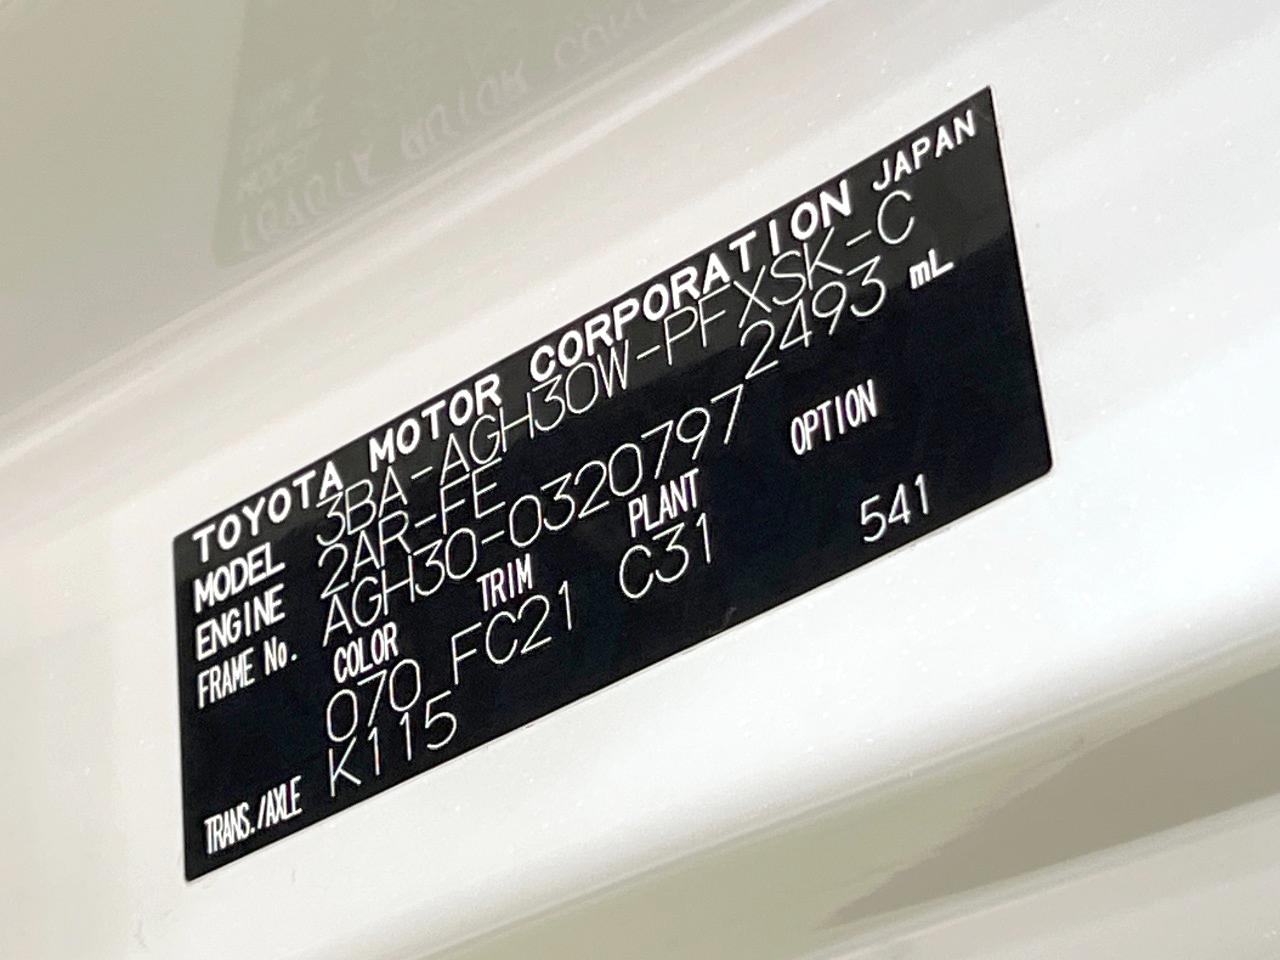 TOYOTA MOTOR CORPORATION JAPAN
MODEL 3BA-AGH30W-PFXSK-C
ENGINE 2AR-FE 2493 mL
FRAME No. AGH30-0320797
COLOR TRIM PLANT OPTION
070 FC21 C31 541
TRANS./AXLE K115